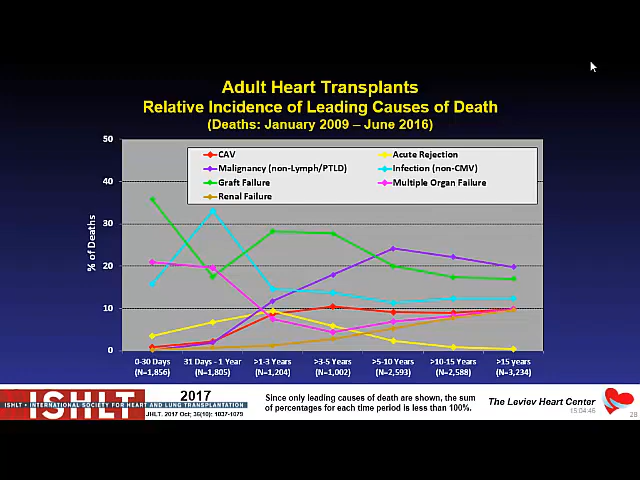 Adult Heart Transplants
Relative Incidence of Leading Causes of Death
(Deaths: January 2009 – June 2016)
50
40
30
20
10
0
% of Deaths
CAV
Acute Rejection
Malignancy (non-Lymph/PTLD)
Infection (non-CMV)
Graft Failure
Multiple Organ Failure
Renal Failure
0-30 Days
(N=1,856)
31 Days - 1 Year
(N=1,805)
>1-3 Years
(N=1,204)
>3-5 Years
(N=1,002)
>5-10 Years
(N=2,593)
>10-15 Years
(N=2,588)
>15 years
(N=3,234)
ISHLT
ISHLT • INTERNATIONAL SOCIETY FOR HEART AND LUNG TRANSPLANTATION
2017
JHLT. 2017 Oct; 36(10): 1037-1079
Since only leading causes of death are shown, the sum
of percentages for each time period is less than 100%.
The Leviev Heart Center
15:04:46
28